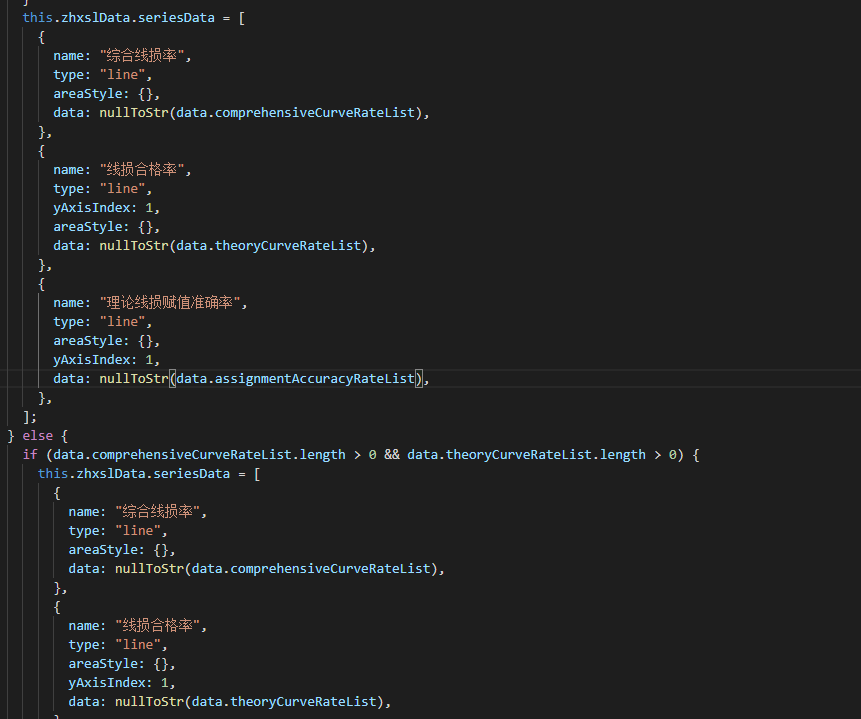 }
this.zhxslData.seriesData = [
{
name: "综合线损率",
type: "line",
areaStyle: {},
data: nullToStr(data.comprehensiveCurveRateList),
},
{
name: "线损合格率",
type: "line",
yAxisIndex: 1,
areaStyle: {},
data: nullToStr(data.theoryCurveRateList),
},
{
name: "理论线损赋值准确率",
type: "line",
areaStyle: {},
yAxisIndex: 1,
data: nullToStr(data.assignmentAccuracyRateList),
},
];
} else {
if (data.comprehensiveCurveRateList.length > 0 && data.theoryCurveRateList.length > 0) {
this.zhxslData.seriesData = [
{
name: "综合线损率",
type: "line",
areaStyle: {},
data: nullToStr(data.comprehensiveCurveRateList),
},
{
name: "线损合格率",
type: "line",
areaStyle: {},
yAxisIndex: 1,
data: nullToStr(data.theoryCurveRateList),
}